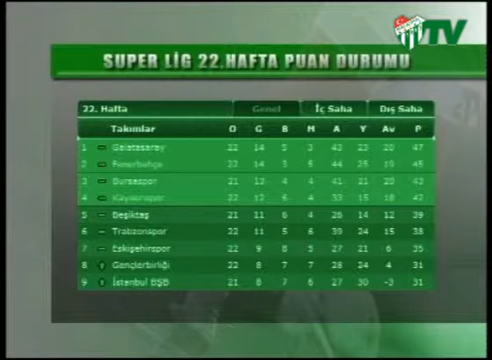 TV
SUPER LİG 22.HAFTA PUAN DURUMU
22. Hafta Genel İç Saha Dış Saha
Takımlar O G B M A Y Av P
1 – Galatasaray 22 14 5 3 43 23 20 47
2 – Fenerbahçe 22 14 3 5 44 25 19 45
3 – Bursaspor 21 13 4 4 41 21 20 43
4 – Kayserispor 22 12 6 4 33 15 18 42
5 – Beşiktaş 21 11 6 4 26 14 12 39
6 – Trabzonspor 22 11 5 6 39 24 15 38
7 – Eskişehirspor 22 9 8 5 27 21 6 35
8 Gençlerbirliği 22 8 7 7 28 24 4 31
9 İstanbul BŞB 21 8 7 6 27 30 -3 31